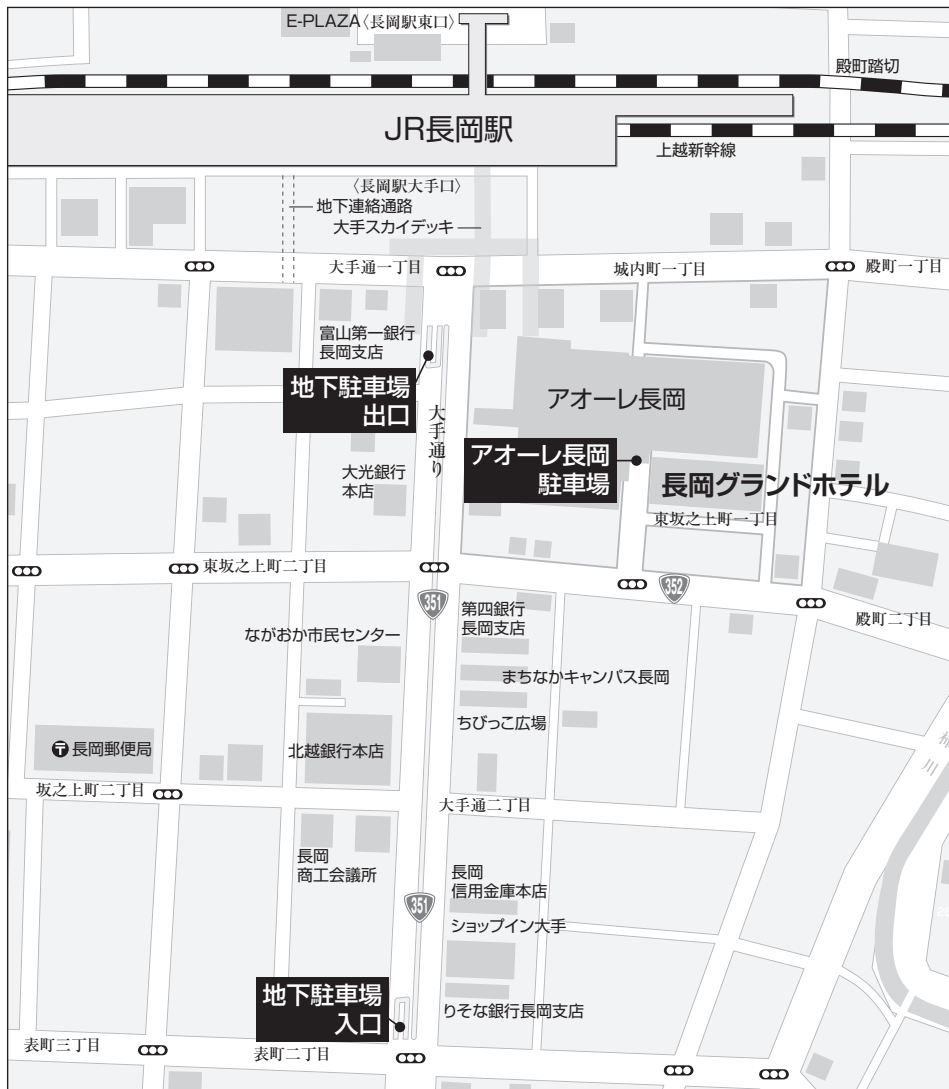 E-PLAZA〈長岡駅東口〉
殿町踏切
JR長岡駅
上越新幹線
〈長岡駅大手口〉
地下連絡通路
大手スカイデッキ
大手通一丁目
城内町一丁目
殿町一丁目
富山第一銀行
長岡支店
地下駐車場
出口
大手通り
アオーレ長岡
大光銀行
本店
アオーレ長岡
駐車場
長岡グランドホテル
東坂之上町一丁目
東坂之上町二丁目
351
352
第四銀行
長岡支店
殿町二丁目
ながおか市民センター
まちなかキャンパス長岡
ちびっこ広場
〒長岡郵便局
北越銀行本店
柿川
坂之上町二丁目
大手通二丁目
長岡
商工会議所
長岡
信用金庫本店
351
ショップイン大手
地下駐車場
入口
りそな銀行長岡支店
表町三丁目
表町二丁目